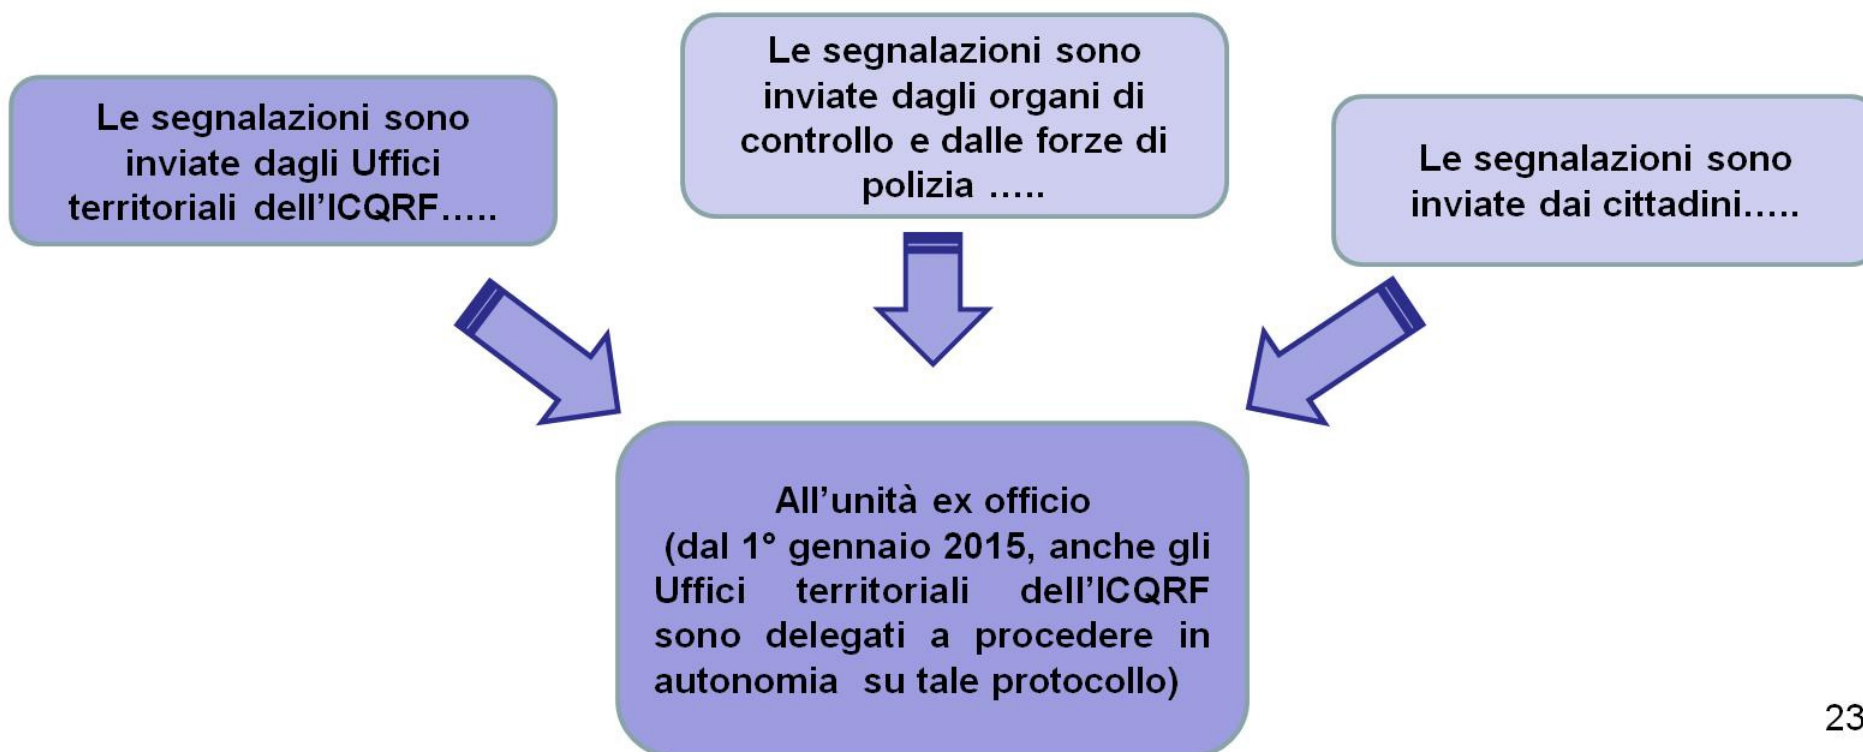 Le segnalazioni sono
inviate dagli Uffici
territoriali dell’ICQRF…..
Le segnalazioni sono
inviate dagli organi di
controllo e dalle forze di
polizia …..
Le segnalazioni sono
inviate dai cittadini…..
All’unità ex officio
(dal 1° gennaio 2015, anche gli
Uffici territoriali dell’ICQRF
sono delegati a procedere in
autonomia su tale protocollo)
23